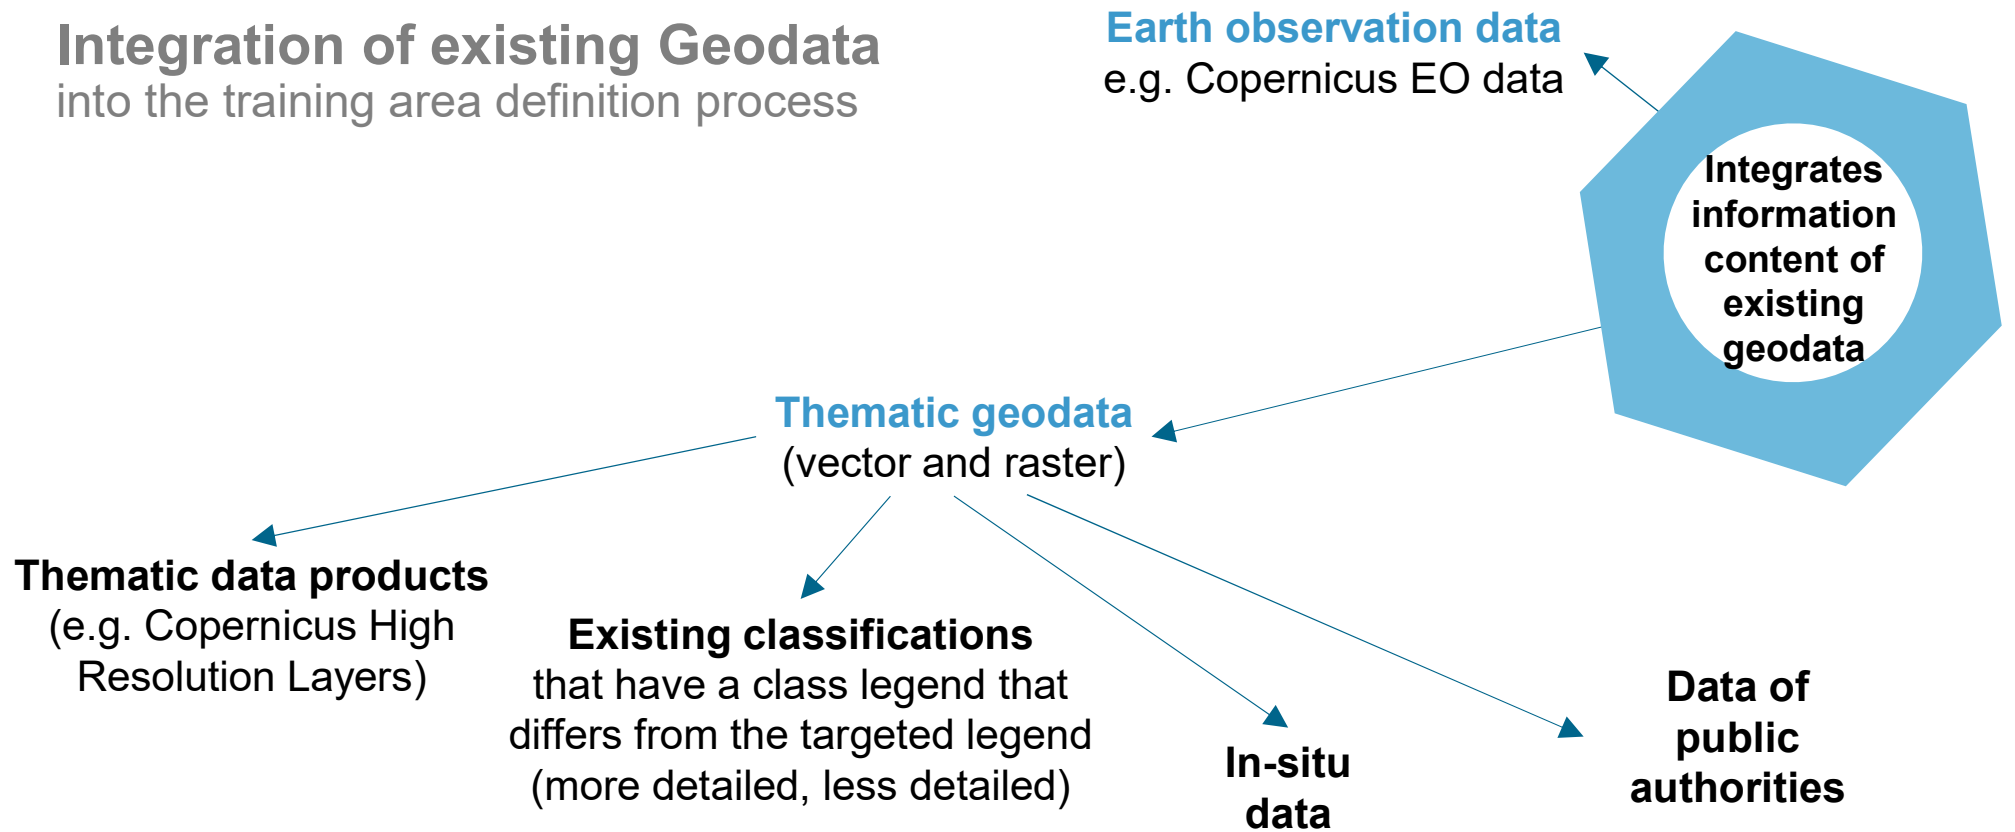 Integration of existing Geodata
into the training area definition process
Earth observation data
e.g. Copernicus EO data
Integrates
information
content of
existing
geodata
Thematic geodata
(vector and raster)
Thematic data products
(e.g. Copernicus High
Resolution Layers)
Existing classifications
that have a class legend that
differs from the targeted legend
(more detailed, less detailed)
In-situ
data
Data of
public
authorities